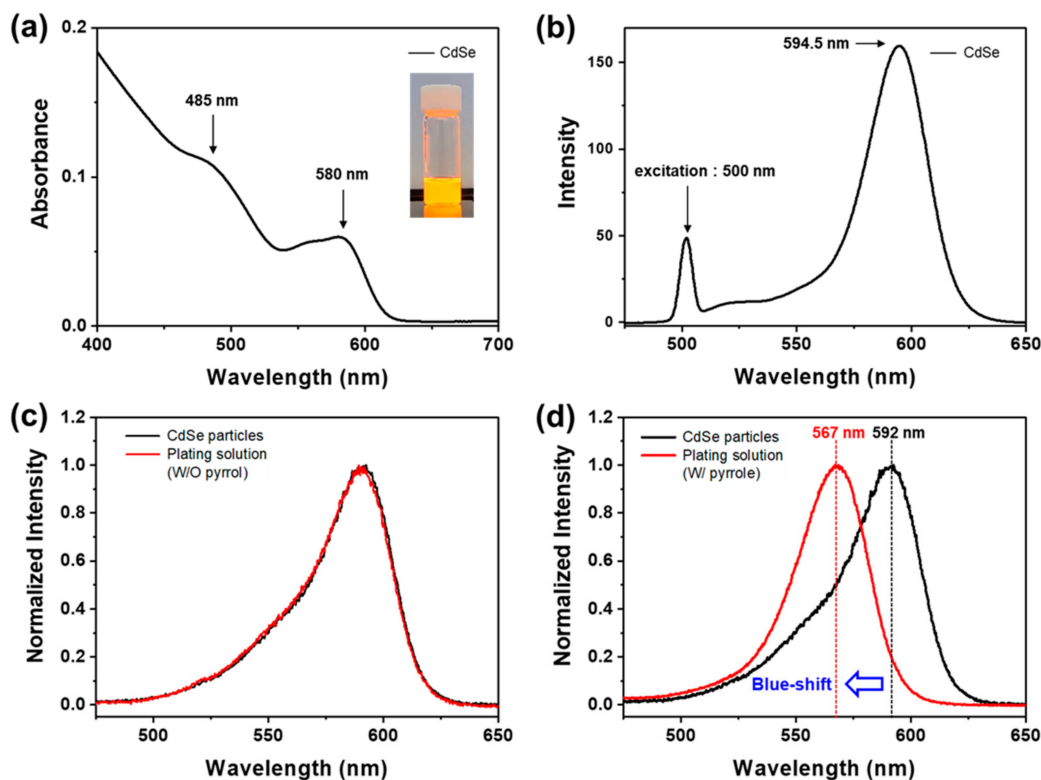 (a)
0.2
0.1
0.0
Absorbance
485 nm
580 nm
CdSe
400
500
600
700
Wavelength (nm)
(b)
150
100
50
0
Intensity
594.5 nm
CdSe
excitation : 500 nm
500
550
600
650
Wavelength (nm)
(c)
1.2
1.0
0.8
0.6
0.4
0.2
0.0
Normalized Intensity
CdSe particles
Plating solution
(W/O pyrrol)
500
550
600
650
Wavelength (nm)
(d)
1.2
1.0
0.8
0.6
0.4
0.2
0.0
Normalized Intensity
567 nm
592 nm
CdSe particles
Plating solution
(W/ pyrrole)
Blue-shift
500
550
600
650
Wavelength (nm)